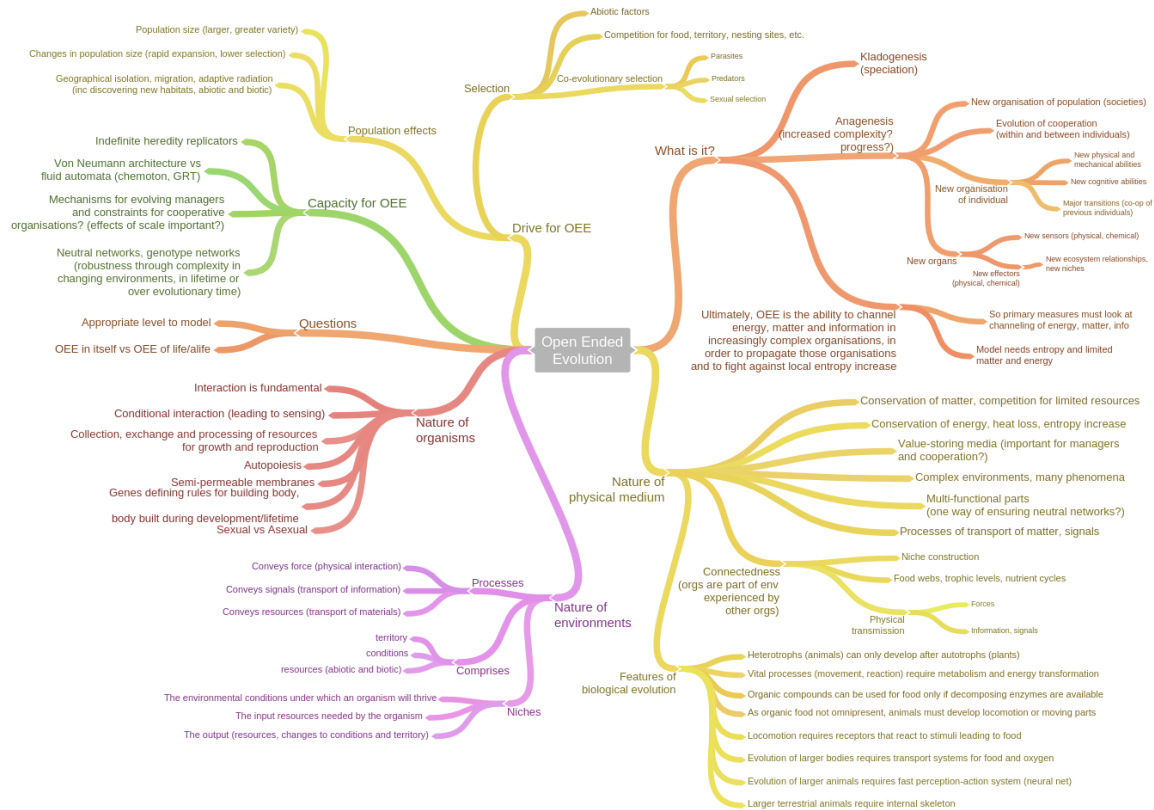 Open Ended
Evolution
Drive for OEE
Selection
Abiotic factors
Competition for food, territory, nesting sites, etc.
Co-evolutionary selection
Parasites
Predators
Sexual selection
Population effects
Population size (larger, greater variety)
Changes in population size (rapid expansion, lower selection)
Geographical isolation, migration, adaptive radiation
(inc discovering new habitats, abiotic and biotic)
Capacity for OEE
Indefinite heredity replicators
Von Neumann architecture vs
fluid automata (chemoton, GRT)
Mechanisms for evolving managers
and constraints for cooperative
organisations? (effects of scale important?)
Neutral networks, genotype networks
(robustness through complexity in
changing environments, in lifetime or
over evolutionary time)
Questions
Appropriate level to model
OEE in itself vs OEE of life/alife
Nature of
organisms
Interaction is fundamental
Conditional interaction (leading to sensing)
Collection, exchange and processing of resources
for growth and reproduction
Autopoiesis
Semi-permeable membranes
Genes defining rules for building body,
body built during development/lifetime
Sexual vs Asexual
Nature of
environments
Processes
Conveys force (physical interaction)
Conveys signals (transport of information)
Conveys resources (transport of materials)
Comprises
territory
conditions
resources (abiotic and biotic)
Niches
The environmental conditions under which an organism will thrive
The input resources needed by the organism
The output (resources, changes to conditions and territory)
What is it?
Kladogenesis
(speciation)
Anagenesis
(increased complexity?
progress?)
New organisation of population (societies)
Evolution of cooperation
(within and between individuals)
New organisation
of individual
New physical and
mechanical abilities
New cognitive abilities
Major transitions (co-op of
previous individuals)
New organs
New sensors (physical, chemical)
New effectors
(physical, chemical)
New ecosystem relationships,
new niches
Ultimately, OEE is the ability to channel
energy, matter and information in
increasingly complex organisations, in
order to propagate those organisations
and to fight against local entropy increase
So primary measures must look at
channeling of energy, matter, info
Model needs entropy and limited
matter and energy
Nature of
physical medium
Conservation of matter, competition for limited resources
Conservation of energy, heat loss, entropy increase
Value-storing media (important for managers
and cooperation?)
Complex environments, many phenomena
Multi-functional parts
(one way of ensuring neutral networks?)
Processes of transport of matter, signals
Connectedness
(orgs are part of env
experienced by
other orgs)
Niche construction
Food webs, trophic levels, nutrient cycles
Physical
transmission
Forces
Information, signals
Features of
biological evolution
Heterotrophs (animals) can only develop after autotrophs (plants)
Vital processes (movement, reaction) require metabolism and energy transformation
Organic compounds can be used for food only if decomposing enzymes are available
As organic food not omnipresent, animals must develop locomotion or moving parts
Locomotion requires receptors that react to stimuli leading to food
Evolution of larger bodies requires transport systems for food and oxygen
Evolution of larger animals requires fast perception-action system (neural net)
Larger terrestrial animals require internal skeleton